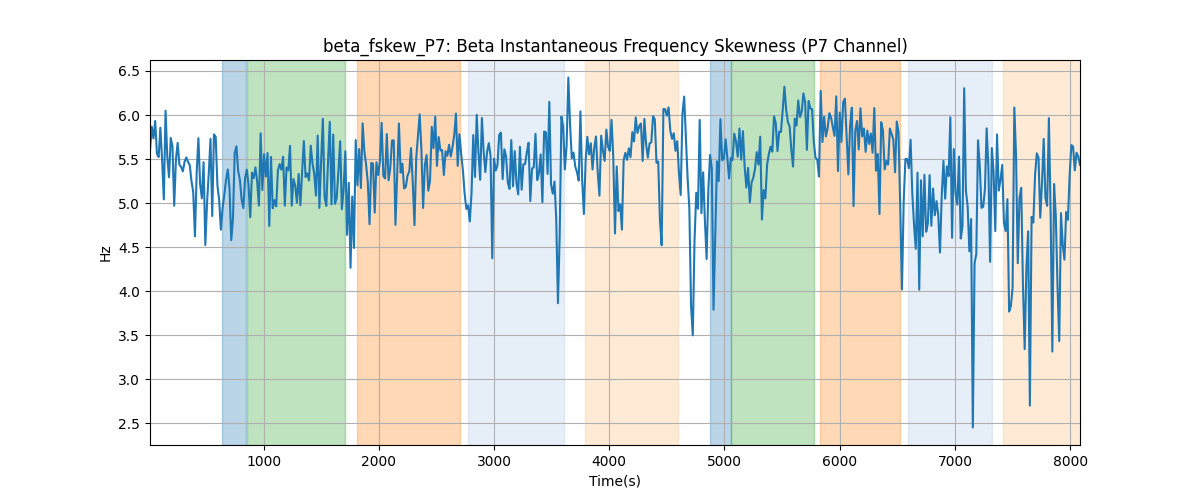 beta_fskew_P7: Beta Instantaneous Frequency Skewness (P7 Channel)
6.5
6.0
5.5
5.0
4.5
4.0
3.5
3.0
2.5
Hz
1000 2000 3000 4000 5000 6000 7000 8000
Time(s)